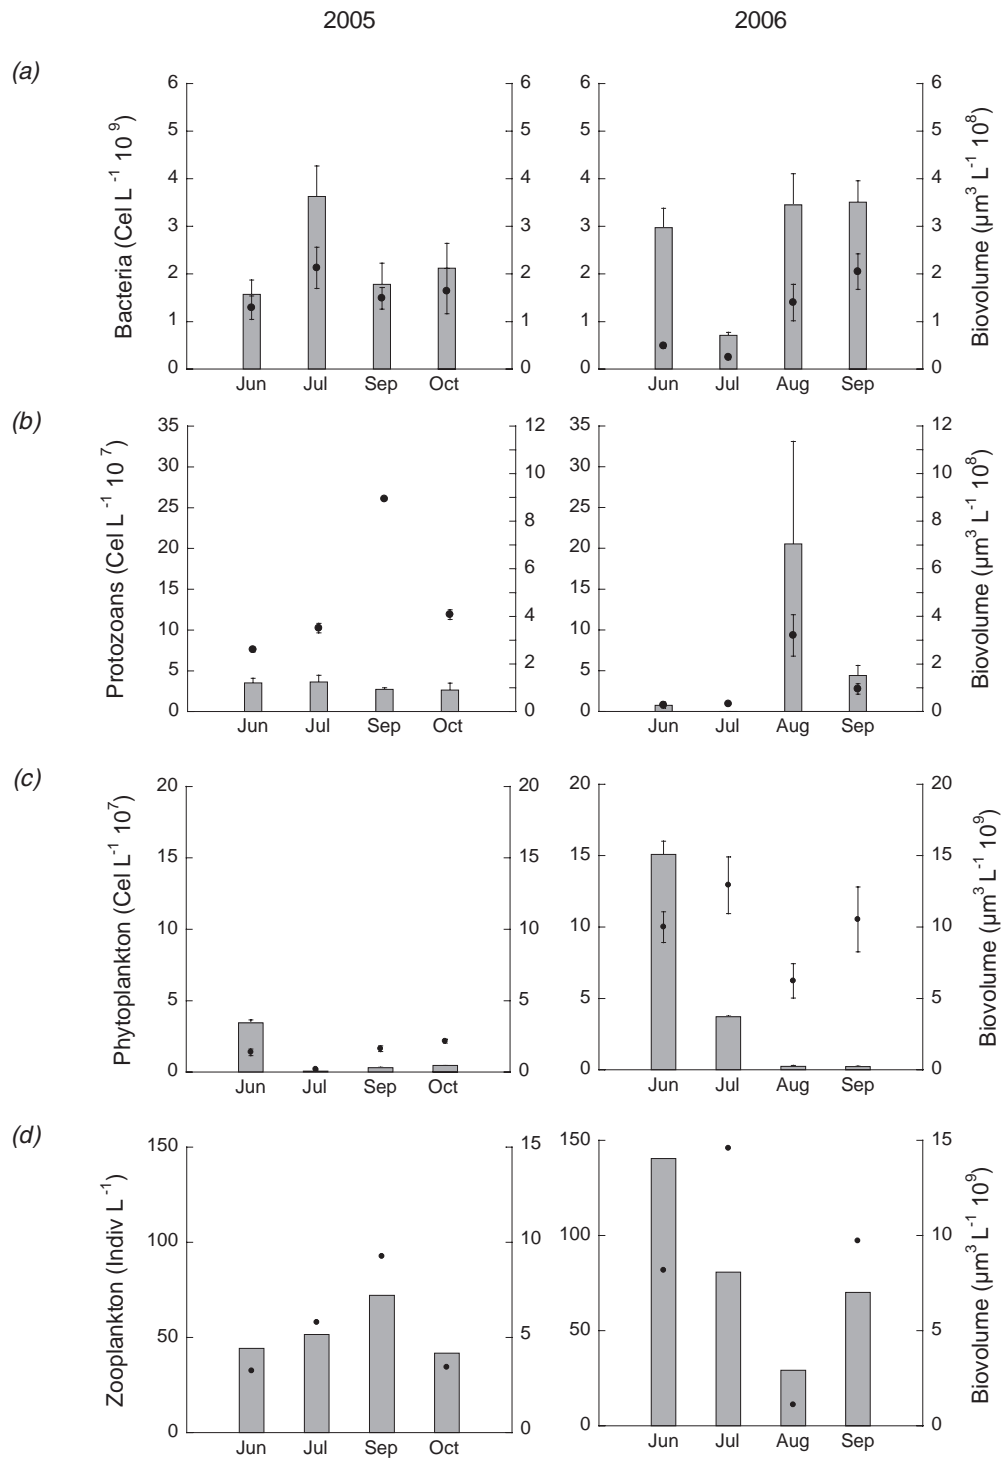 2005 2006
(a)
Bacteria (Cel L -1 10 9)
6 5 4 3 2 1 0
6 5 4 3 2 1 0
Jun Jul Sep Oct
6 5 4 3 2 1 0
6 5 4 3 2 1 0
Jun Jul Aug Sep
Biovolume (µm3 L-1 108)
(b)
Protozoans (Cel L -1 10 7)
35 30 25 20 15 10 5 0
12 10 8 6 4 2 0
Jun Jul Sep Oct
35 30 25 20 15 10 5 0
12 10 8 6 4 2 0
Jun Jul Aug Sep
Biovolume (µm3 L-1 108)
(c)
Phytoplankton (Cel L-1 107)
20 15 10 5 0
20 15 10 5 0
Jun Jul Sep Oct
20 15 10 5 0
20 15 10 5 0
Jun Jul Aug Sep
Biovolume (µm3 L-1 109)
(d)
Zooplankton (Indiv L-1)
150 100 50 0
15 10 5 0
Jun Jul Sep Oct
150 100 50 0
15 10 5 0
Jun Jul Aug Sep
Biovolume (µm3 L-1 109)